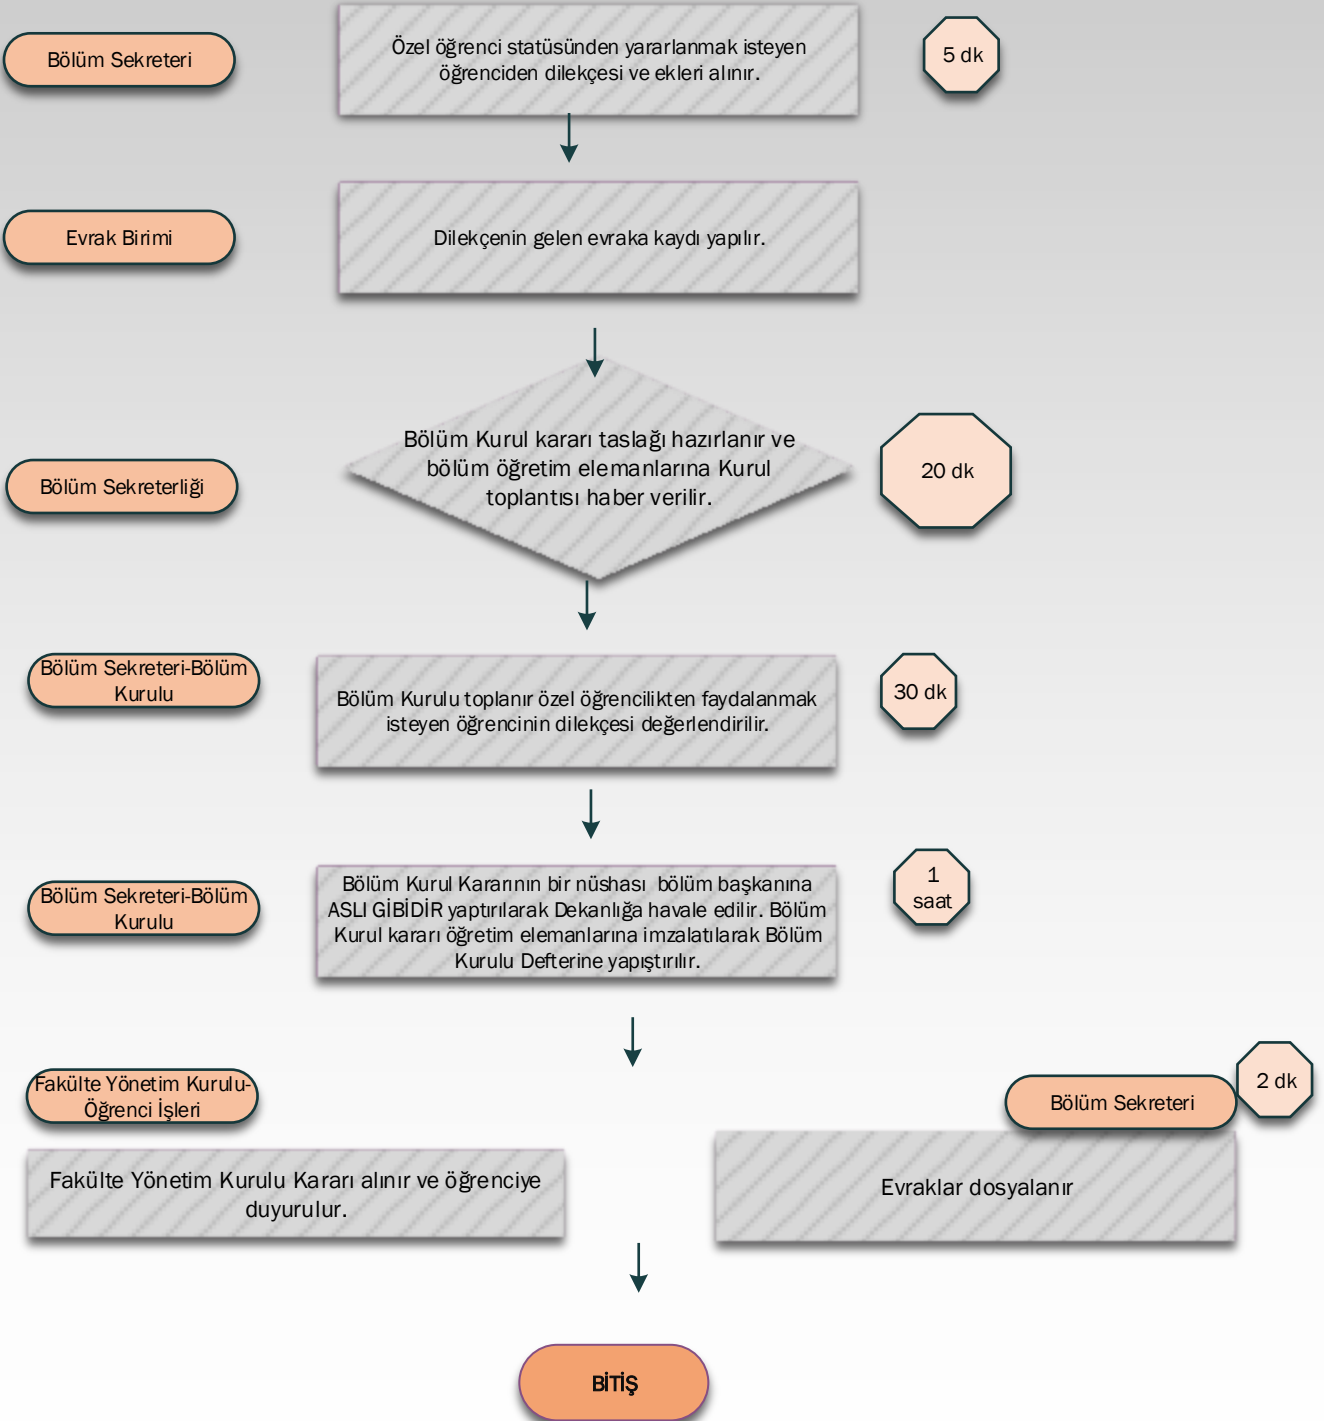 Bölüm Sekreteri
Özel öğrenci statüsünden yararlanmak isteyen
öğrenciden dilekçesi ve ekleri alınır.
5 dk
Evrak Birimi
Dilekçenin gelen evraka kaydı yapılır.
Bölüm Sekreterliği
Bölüm Kurul kararı taslağı hazırlanır ve
bölüm öğretim elemanlarına Kurul
toplantısı haber verilir.
20 dk
Bölüm Sekreteri-Bölüm
Kurulu
Bölüm Kurulu toplanır özel öğrencilikten faydalanmak
isteyen öğrencinin dilekçesi değerlendirilir.
30 dk
Bölüm Sekreteri-Bölüm
Kurulu
Bölüm Kurul Kararının bir nüshası bölüm başkanına
ASLI GİBİDİR yaptırılarak Dekanlığa havale edilir. Bölüm
Kurul kararı öğretim elemanlarına imzalatılarak Bölüm
Kurulu Defterine yapıştırılır.
1
saat
Fakülte Yönetim Kurulu-
Öğrenci İşleri
Fakülte Yönetim Kurulu Kararı alınır ve öğrenciye
duyurulur.
Bölüm Sekreteri
2 dk
Evraklar dosyalanır
BİTİŞ